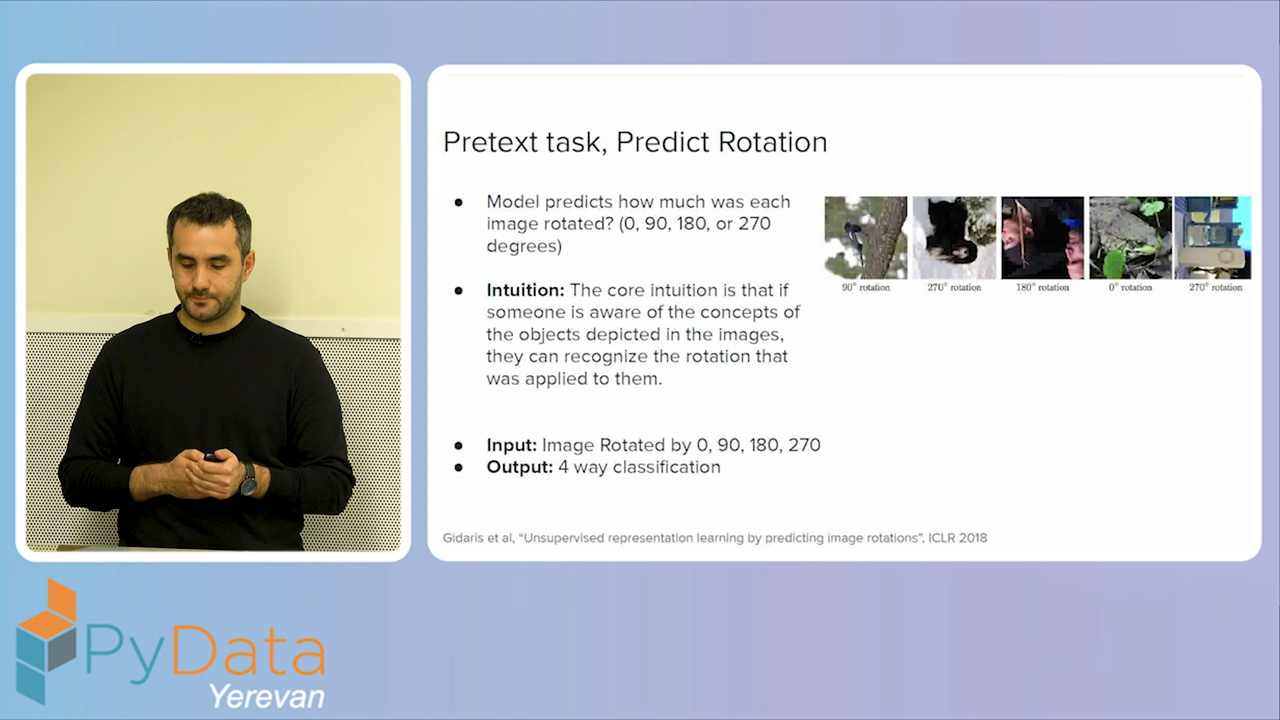 Pretext task, Predict Rotation
● Model predicts how much was each
image rotated? (0, 90, 180, or 270
degrees)
90° rotation
270° rotation
180° rotation
0° rotation
270° rotation
● Intuition: The core intuition is that if
someone is aware of the concepts of
the objects depicted in the images,
they can recognize the rotation that
was applied to them.
● Input: Image Rotated by 0, 90, 180, 270
● Output: 4 way classification
Gidaris et al, “Unsupervised representation learning by predicting image rotations”, ICLR 2018
PyData
Yerevan